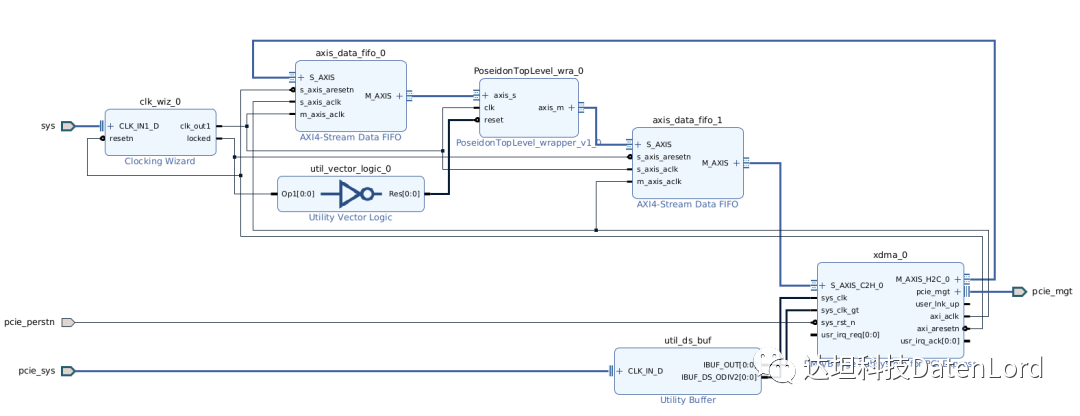 axis_data_fifo_0
S_AXIS
s_axis_aresetn
s_axis_aclk
m_axis_aclk
M_AXIS
AXI4-Stream Data FIFO
PoseidonTopLevel_wra_0
axis_s
clk
reset
axis_m
PoseidonTopLevel_wrapper_v1_0
clk_wiz_0
sys
CLK_IN1_D
resetn
clk_out1
locked
Clocking Wizard
axis_data_fifo_1
S_AXIS
s_axis_aresetn
s_axis_aclk
m_axis_aclk
M_AXIS
AXI4-Stream Data FIFO
util_vector_logic_0
Op1[0:0]
Res[0:0]
Utility Vector Logic
xdma_0
S_AXIS_C2H_0
sys_clk
sys_clk_gt
sys_rst_n
usr_irq_req[0:0]
M_AXIS_H2C_0
pcie_mgt
user_lnk_up
axi_aclk
axi_aresetn
usr_irq_ack[0:0]
pcie_mgt
pcie_perstn
pcie_sys
util_ds_buf
CLK_IN_D
IBUF_OUT[0:0]
IBUF_DS_ODIV2[0:0]
Utility Buffer
达坦科技DatenLord